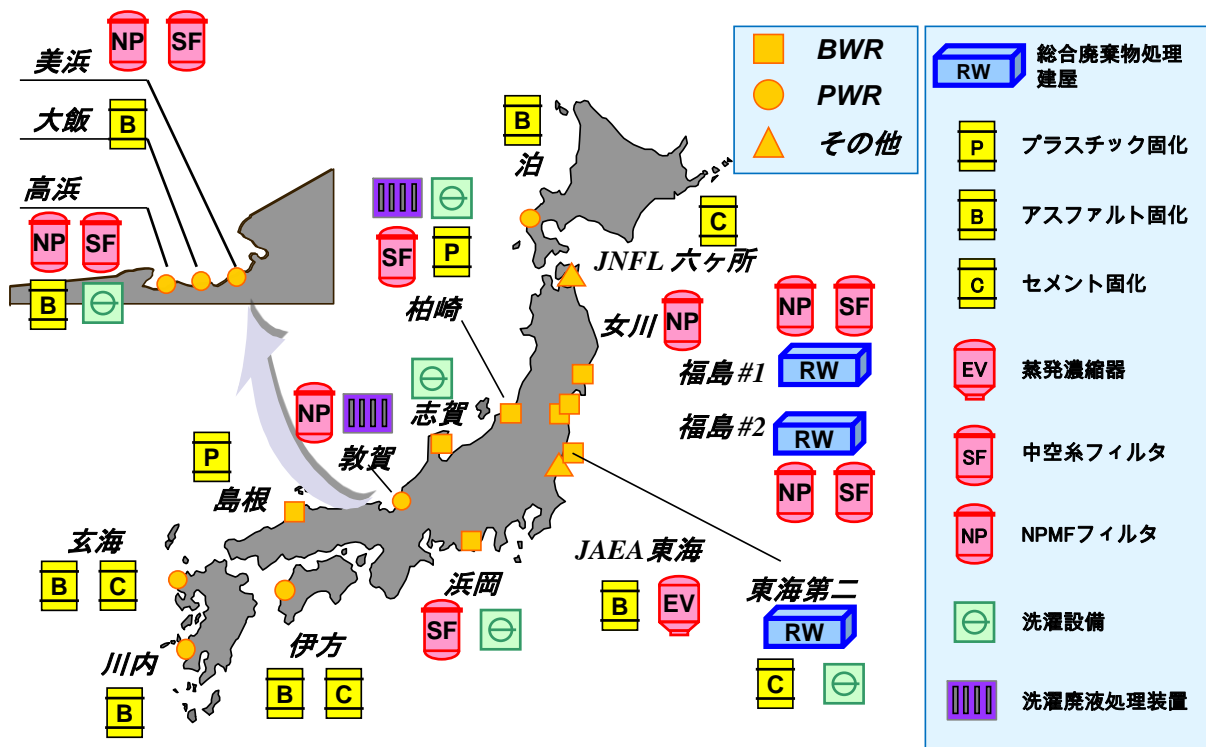 美浜
NP
SF
大飯
B
高浜
NP
SF
B
BWR
PWR
その他
RW
総合廃棄物処理
建屋
P
プラスチック固化
B
アスファルト固化
C
セメント固化
EV
蒸発濃縮器
SF
中空糸フィルタ
NP
NPMFフィルタ
洗濯設備
洗濯廃液処理装置
B
泊
SF
P
柏崎
C
JNFL 六ヶ所
女川
NP
NP
SF
福島 #1
RW
福島 #2
RW
NP
SF
NP
志賀
敦賀
P
島根
玄海
B
C
川内
B
伊方
B
C
浜岡
SF
JAEA 東海
B
EV
東海第二
RW
C